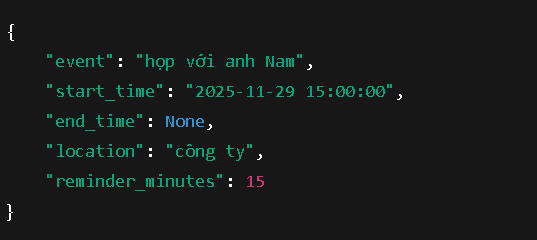 {
    "event": "họp với anh Nam",
    "start_time": "2025-11-29 15:00:00",
    "end_time": None,
    "location": "công ty",
    "reminder_minutes": 15
}